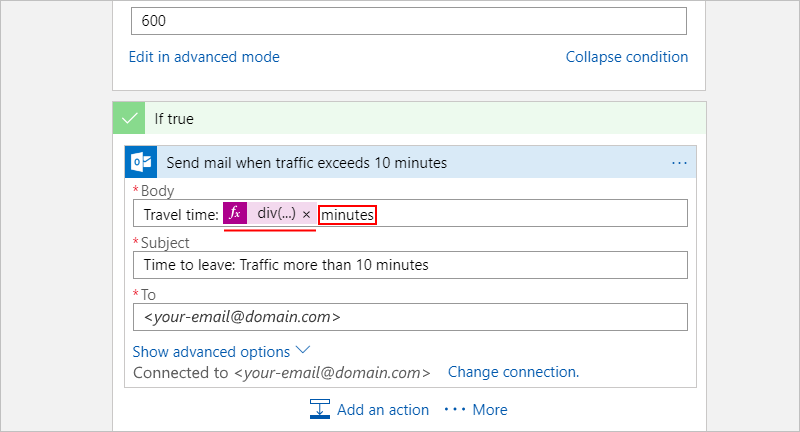 600
Edit in advanced mode Collapse condition
If true
Send mail when traffic exceeds 10 minutes ...
*Body
Travel time: fx div(...) × minutes
*Subject
Time to leave: Traffic more than 10 minutes
*To
<your-email@domain.com>
Show advanced options
Connected to <your-email@domain.com> Change connection.
Add an action ... More